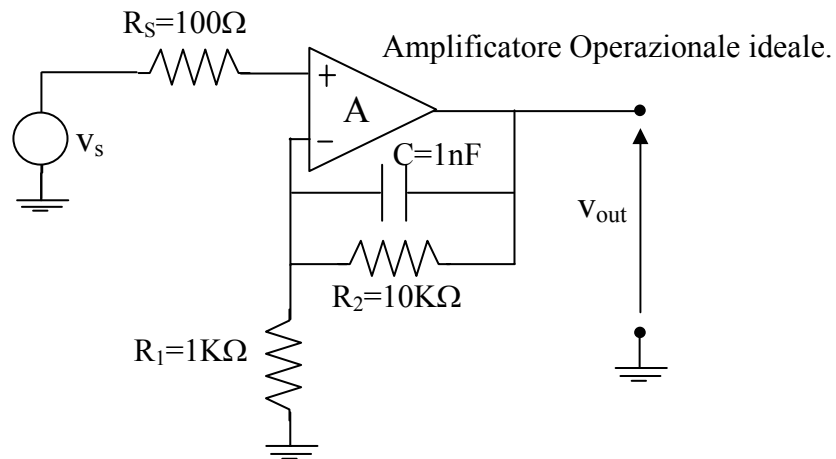 R_S=100Ω
Amplificatore Operazionale ideale.
+
A
v_s
−
C=1nF
v_out
R_2=10KΩ
R_1=1KΩ